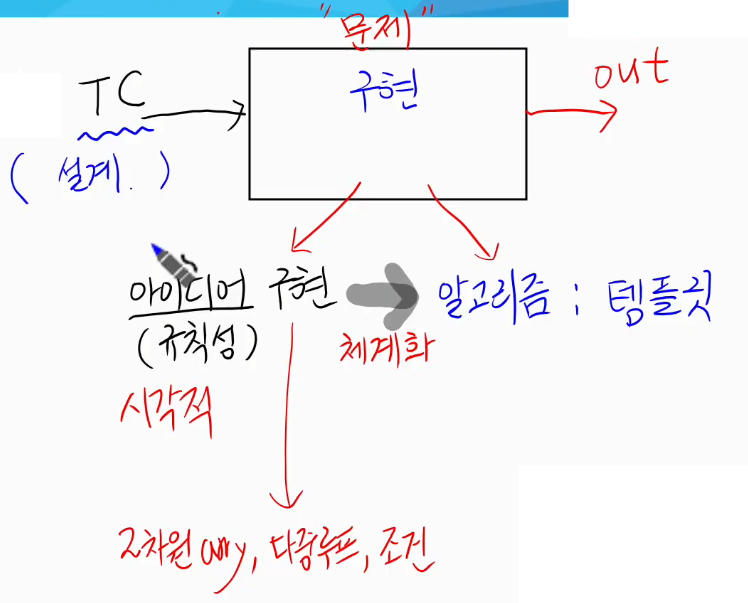 "문제"
구현
TC
out
(설계.)
아이디어 구현
알고리즘 : 템플릿
(규칙성)
체계화
시각적
2차원 array, 다중루프, 조건